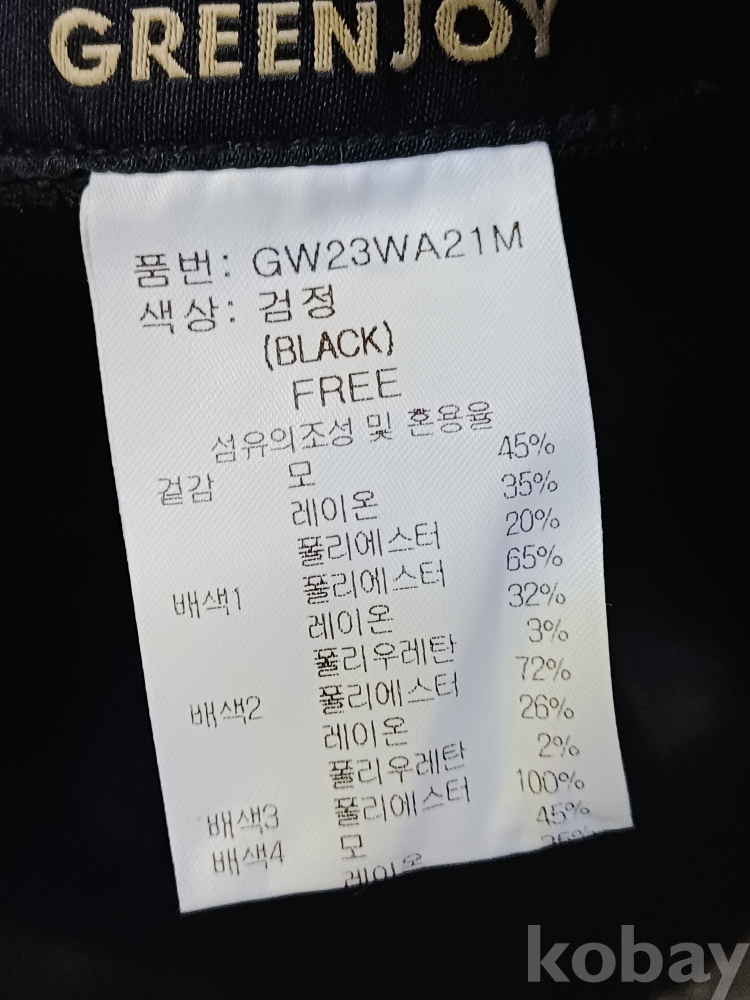 GREENJOY
품번: GW23WA21M
색상: 검정
(BLACK)
FREE
섬유의조성 및 혼용율
겉감 모 45%
레이온 35%
폴리에스터 20%
배색1 폴리에스터 65%
레이온 32%
폴리우레탄 3%
배색2 폴리에스터 72%
레이온 26%
폴리우레탄 2%
배색3 폴리에스터 100%
배색4 모 45%
레이온 35%
kobay